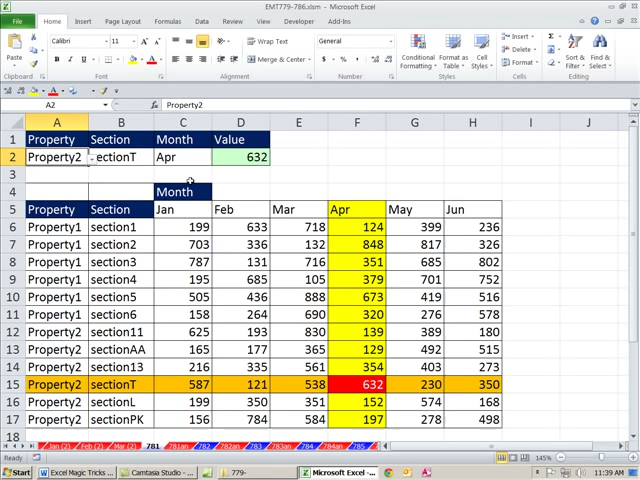 EMT779-786.xlsm - Microsoft Excel
File Home Insert Page Layout Formulas Data Review View Developer Add-Ins
Calibri 11 Wrap Text General Insert
Paste Merge & Center Conditional Formatting Format as Table Cell Styles Delete Format Sort & Filter Find & Select
Clipboard Font Alignment Number Styles Cells Editing
A2 Property2
A B C D E F G H I J
1 Property Section Month Value
2 Property2 ectionT Apr 632
3
4 Month
5 Property Section Jan Feb Mar Apr May Jun
6 Property1 section1 199 633 718 124 399 236
7 Property1 section2 703 336 132 848 817 326
8 Property1 section3 787 131 716 351 685 802
9 Property1 section4 195 685 105 379 701 752
10 Property1 section5 505 436 888 673 419 516
11 Property1 section6 158 264 690 320 276 578
12 Property2 section11 625 193 830 139 389 180
13 Property2 sectionAA 165 177 365 129 492 515
14 Property2 section13 216 335 561 354 403 273
15 Property2 sectionT 587 121 538 632 230 350
16 Property2 sectionL 199 350 351 152 574 168
17 Property2 sectionPK 156 784 584 197 278 498
18
Jan (2) Feb (2) Mar (2) 781 781an 782 782an 783 783an 784 784an 785
Ready 145%
Start Excel Magic Tricks ... Camtasia Studio - ... 779- Microsoft Excel -... 11:39 AM